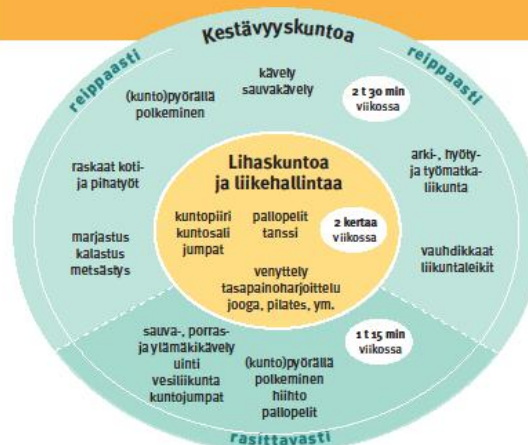 Kestävyyskuntoa
reippaasti
reippaasti
kävely
sauvakävely
(kunto)pyörällä
polkeminen
2 t 30 min
viikossa
raskaat koti-
ja pihatyöt
marjastus
kalastus
metsästys
arki-, hyöty-
ja työmatka-
liikunta
vauhdikkaat
liikuntaleikit
Lihaskuntoa
ja liikehallintaa
kuntopiiri
kuntosali
jumpat
pallopelit
tanssi
2 kertaa
viikossa
venyttely
tasapainoharjoittelu
jooga, pilates, ym.
sauva-, porras-
ja ylämäkikävely
uinti
vesiliikunta
kuntojumpat
(kunto)pyörällä
polkeminen
hiihto
pallopelit
1 t 15 min
viikossa
rasittavasti